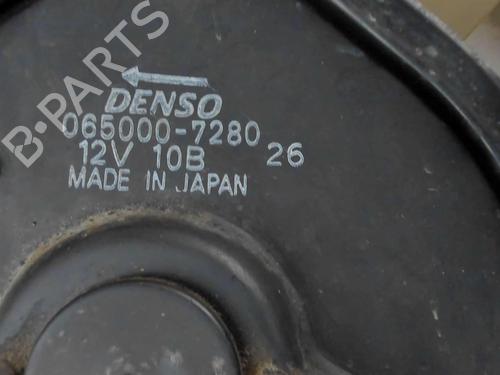 B-PARTS
DENSO
065000-7280
12V 10B 26
MADE IN JAPAN